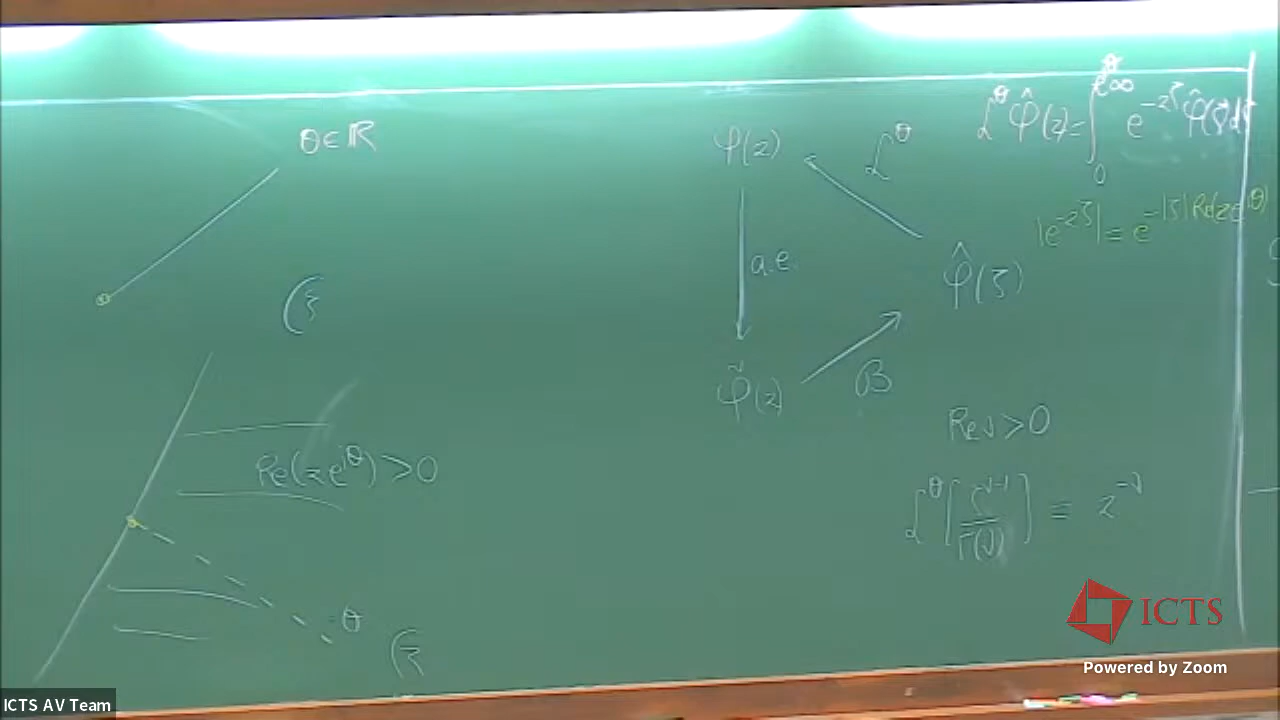 θ∈ℝ
φ(z)
ℒ^θ
ℒ^θ φ̂(z) = ∫_0^{e^{iθ}∞} e^{-zζ} φ̂(ζ)dζ
|e^{-zζ}| = e^{-|ζ| Re(ze^{iθ})}
a.e.
φ̂(ζ)
φ̃(z)
B
Re(ze^{iθ})>0
Re ν>0
ℒ^θ[ζ^{ν-1}/Γ(ν)] = z^{-ν}
θ
ICTS
Powered by Zoom
ICTS AV Team